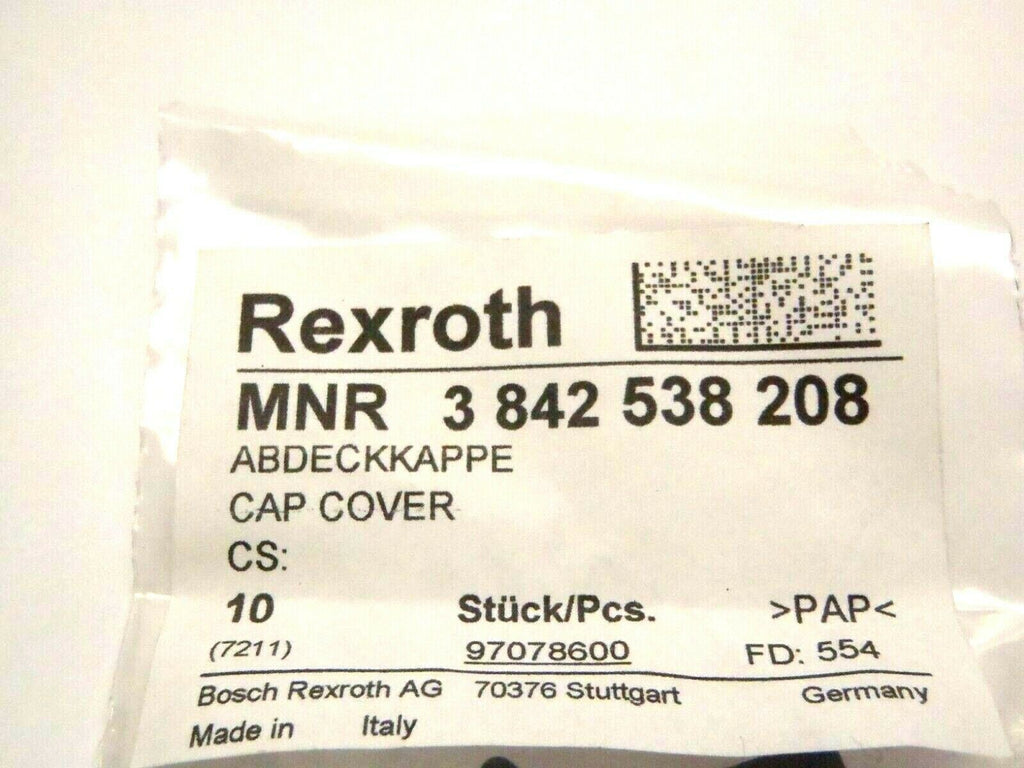 Rexroth
MNR 3 842 538 208
ABDECKKAPPE
CAP COVER
CS:
10 Stück/Pcs. >PAP<
(7211) 97078600 FD: 554
Bosch Rexroth AG 70376 Stuttgart Germany
Made in Italy